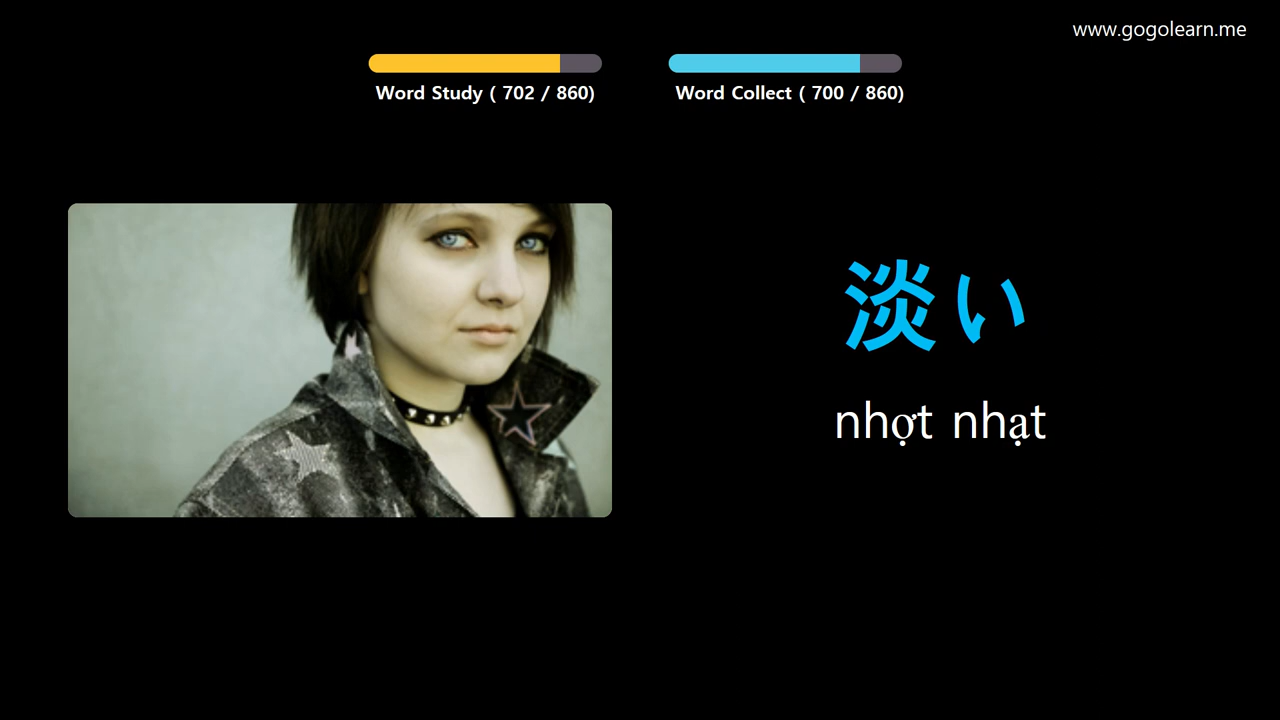 www.gogolearn.me
Word Study ( 702 / 860)
Word Collect ( 700 / 860)
淡い
nhợt nhạt